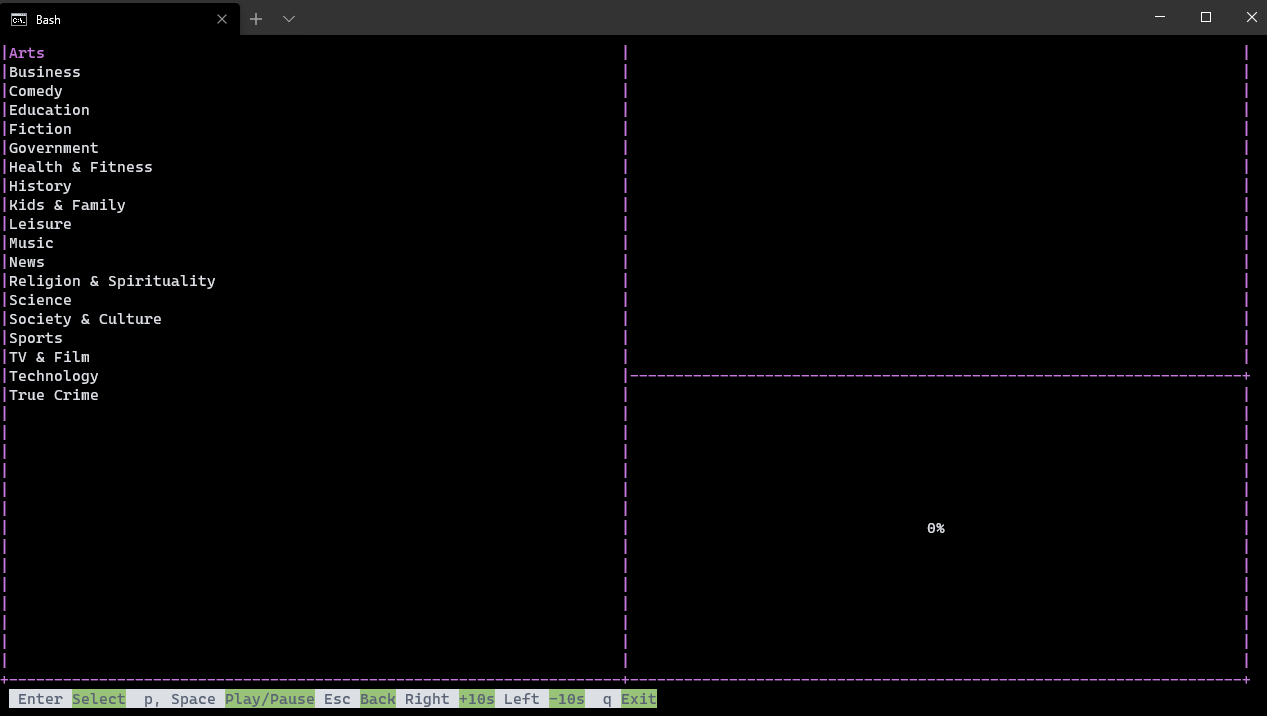 Bash
Arts
Business
Comedy
Education
Fiction
Government
Health & Fitness
History
Kids & Family
Leisure
Music
News
Religion & Spirituality
Science
Society & Culture
Sports
TV & Film
Technology
True Crime
0%
Enter Select p, Space Play/Pause Esc Back Right +10s Left -10s q Exit